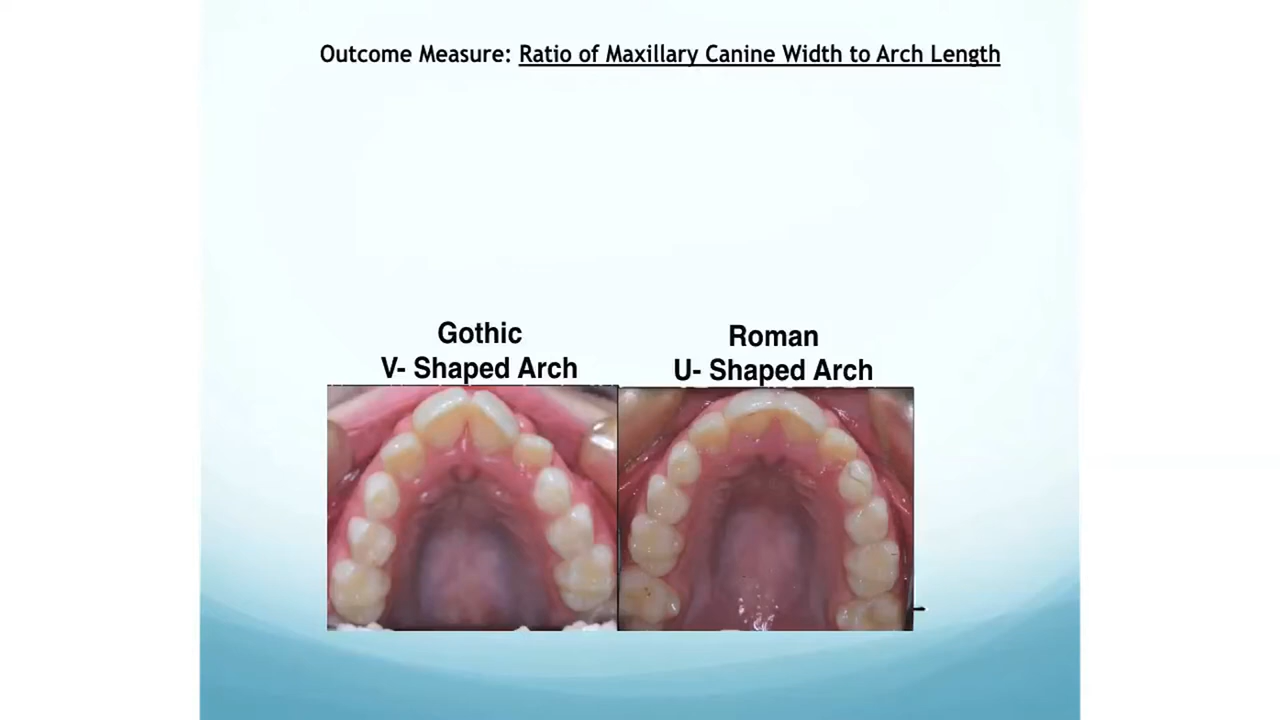 Outcome Measure: Ratio of Maxillary Canine Width to Arch Length
Gothic
V- Shaped Arch
Roman
U- Shaped Arch